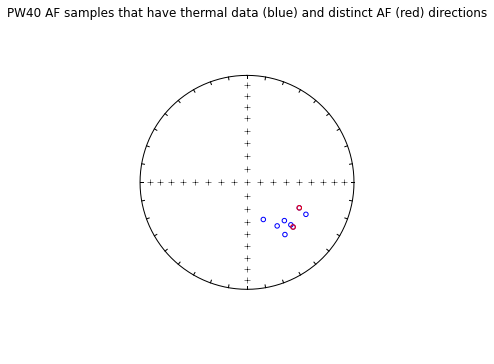 PW40 AF samples that have thermal data (blue) and distinct AF (red) directions